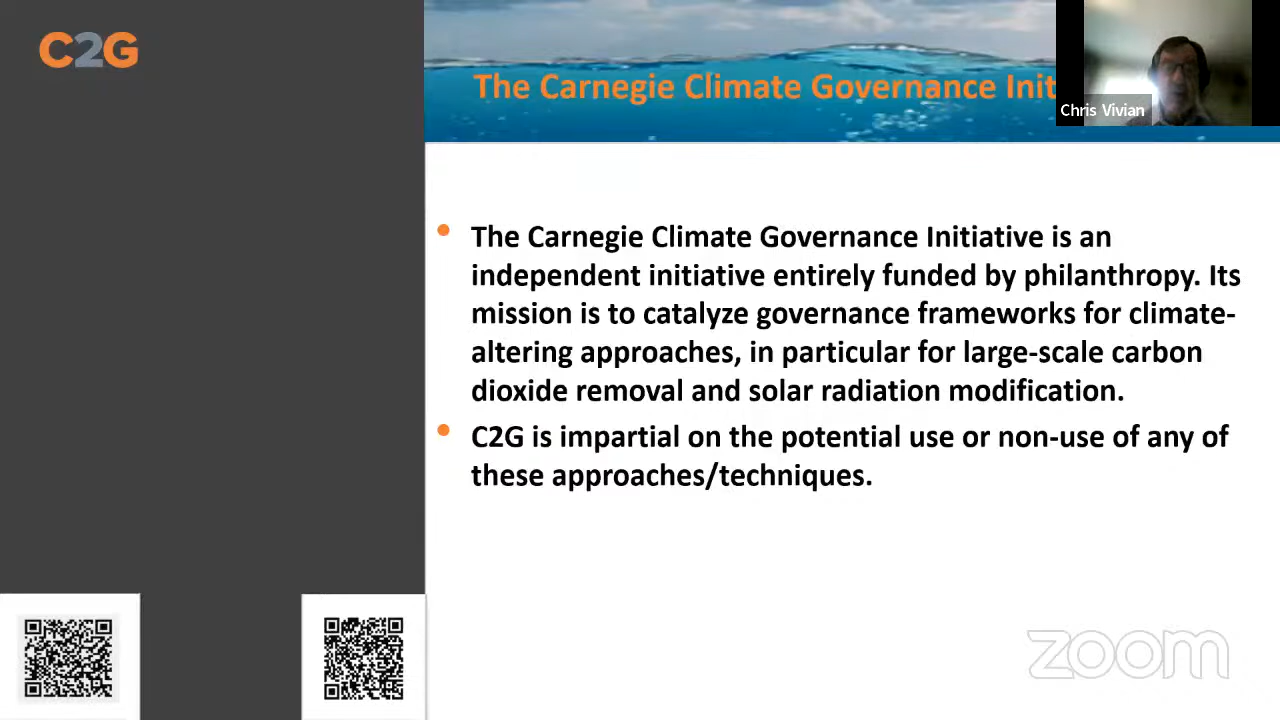 C2G
The Carnegie Climate Governance Init
Chris Vivian
The Carnegie Climate Governance Initiative is an
independent initiative entirely funded by philanthropy. Its
mission is to catalyze governance frameworks for climate-
altering approaches, in particular for large-scale carbon
dioxide removal and solar radiation modification.
C2G is impartial on the potential use or non-use of any of
these approaches/techniques.
zoom